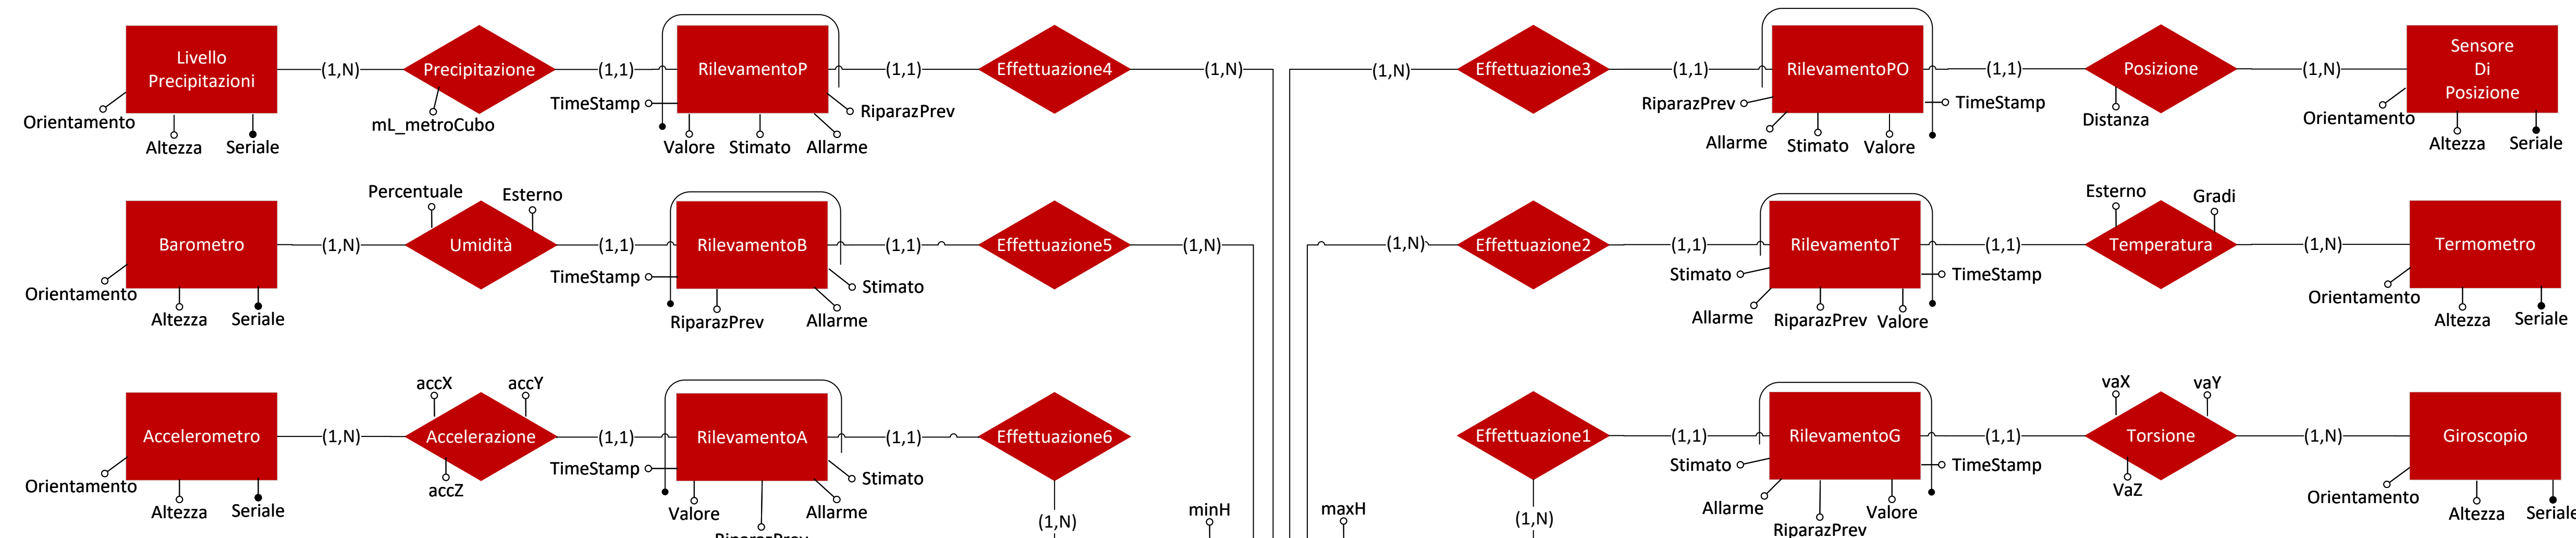 Livello
Precipitazioni
(1,N)
Precipitazione
(1,1)
RilevamentoP
(1,1)
Effettuazione4
(1,N)
(1,N)
Effettuazione3
(1,1)
RilevamentoPO
(1,1)
Posizione
(1,N)
Sensore
Di
Posizione
Orientamento
Altezza
Seriale
mL_metroCubo
TimeStamp
Valore
Stimato
Allarme
RiparazPrev
RiparazPrev
Allarme
Stimato
Valore
TimeStamp
Distanza
Orientamento
Altezza
Seriale
Percentuale
Esterno
Esterno
Gradi
Barometro
(1,N)
Umidità
(1,1)
RilevamentoB
(1,1)
Effettuazione5
(1,N)
(1,N)
Effettuazione2
(1,1)
RilevamentoT
(1,1)
Temperatura
(1,N)
Termometro
Orientamento
Altezza
Seriale
TimeStamp
RiparazPrev
Allarme
Stimato
Stimato
Allarme
RiparazPrev
Valore
TimeStamp
Orientamento
Altezza
Seriale
accX
accY
vaX
vaY
Accelerometro
(1,N)
Accelerazione
(1,1)
RilevamentoA
(1,1)
Effettuazione6
Effettuazione1
(1,1)
RilevamentoG
(1,1)
Torsione
(1,N)
Giroscopio
Orientamento
Altezza
Seriale
accZ
TimeStamp
Valore
RiparazPrev
Allarme
Stimato
(1,N)
minH
maxH
(1,N)
Stimato
Allarme
RiparazPrev
Valore
TimeStamp
VaZ
Orientamento
Altezza
Seriale